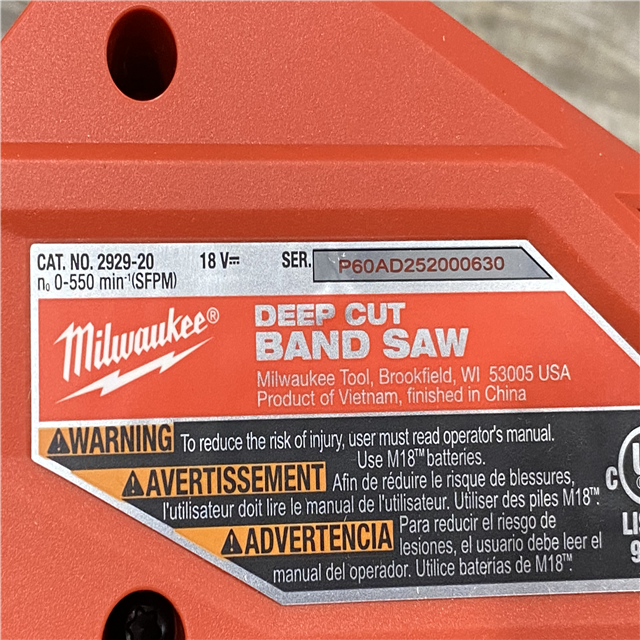 CAT. NO. 2929-20 18 V⎓ SER. P60AD252000630
n₀ 0-550 min⁻¹(SFPM)
Milwaukee®
DEEP CUT
BAND SAW
Milwaukee Tool, Brookfield, WI 53005 USA
Product of Vietnam, finished in China
WARNING To reduce the risk of injury, user must read operator's manual.
Use M18™ batteries.
AVERTISSEMENT Afin de réduire le risque de blessures,
l'utilisateur doit lire le manual de l'utilisateur. Utiliser des piles M18™.
ADVERTENCIA Para reducir el riesgo de
lesiones, el usuario debe leer el
manual del operador. Utilice baterías de M18™.
C